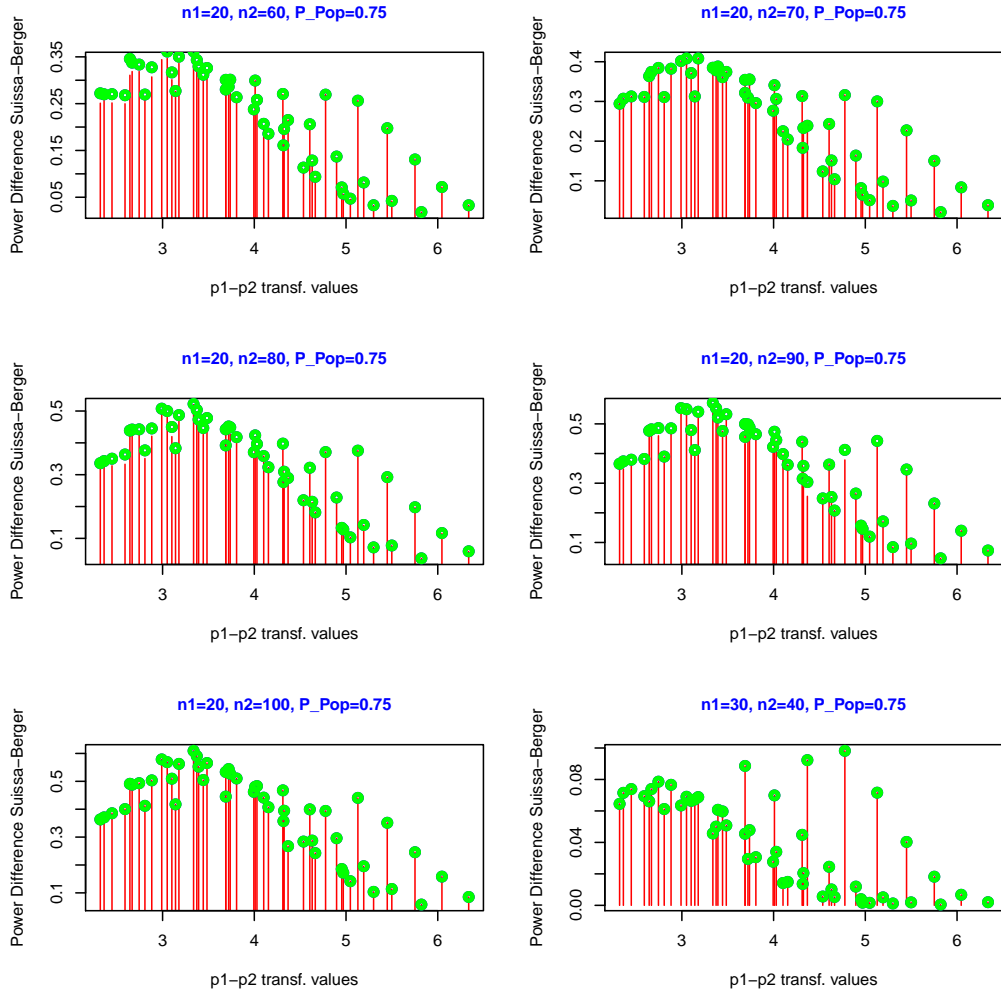 n1=20, n2=60, P_Pop=0.75
Power Difference Suissa−Berger
0.05 0.15 0.25 0.35
3 4 5 6
p1−p2 transf. values
n1=20, n2=70, P_Pop=0.75
Power Difference Suissa−Berger
0.1 0.2 0.3 0.4
3 4 5 6
p1−p2 transf. values
n1=20, n2=80, P_Pop=0.75
Power Difference Suissa−Berger
0.1 0.3 0.5
3 4 5 6
p1−p2 transf. values
n1=20, n2=90, P_Pop=0.75
Power Difference Suissa−Berger
0.1 0.3 0.5
3 4 5 6
p1−p2 transf. values
n1=20, n2=100, P_Pop=0.75
Power Difference Suissa−Berger
0.1 0.3 0.5
3 4 5 6
p1−p2 transf. values
n1=30, n2=40, P_Pop=0.75
Power Difference Suissa−Berger
0.00 0.04 0.08
3 4 5 6
p1−p2 transf. values